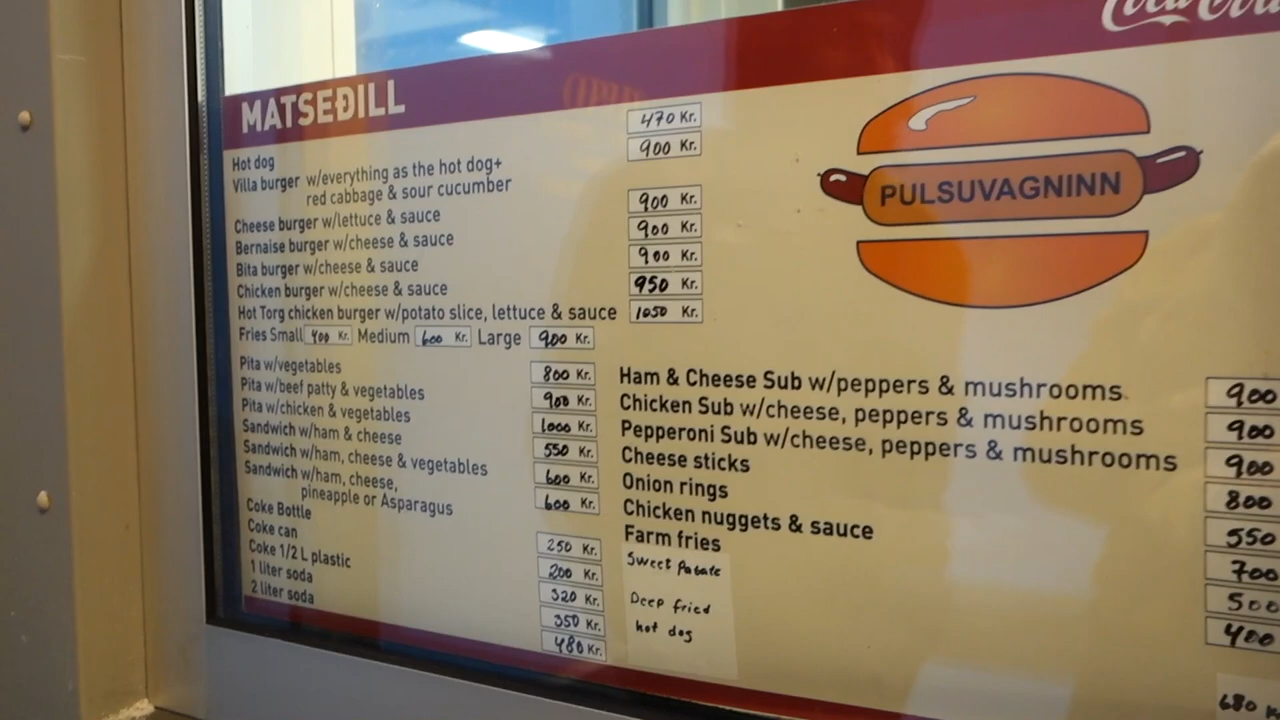 Coca-Cola
MATSEÐILL
Hot dog 470 Kr.
Villa burger w/everything as the hot dog+ 900 Kr.
red cabbage & sour cucumber
Cheese burger w/lettuce & sauce 900 Kr.
Bernaise burger w/cheese & sauce 900 Kr.
Bita burger w/cheese & sauce 900 Kr.
Chicken burger w/cheese & sauce 950 Kr.
Hot Torg chicken burger w/potato slice, lettuce & sauce 1050 Kr.
Fries Small 400 Kr. Medium 600 Kr. Large 900 Kr.
Pita w/vegetables 800 Kr.
Pita w/beef patty & vegetables 900 Kr.
Pita w/chicken & vegetables 1000 Kr.
Sandwich w/ham & cheese 550 Kr.
Sandwich w/ham, cheese & vegetables 600 Kr.
Sandwich w/ham, cheese, 600 Kr.
pineapple or Asparagus
Coke Bottle 250 Kr.
Coke can 200 Kr.
Coke 1/2 L plastic 320 Kr.
1 liter soda 350 Kr.
2 liter soda 480 Kr.
PULSUVAGNINN
Ham & Cheese Sub w/peppers & mushrooms 900
Chicken Sub w/cheese, peppers & mushrooms 900
Pepperoni Sub w/cheese, peppers & mushrooms 900
Cheese sticks 800
Onion rings 550
Chicken nuggets & sauce 700
Farm fries 500
Sweet Potate 400
Deep fried
hot dog 680